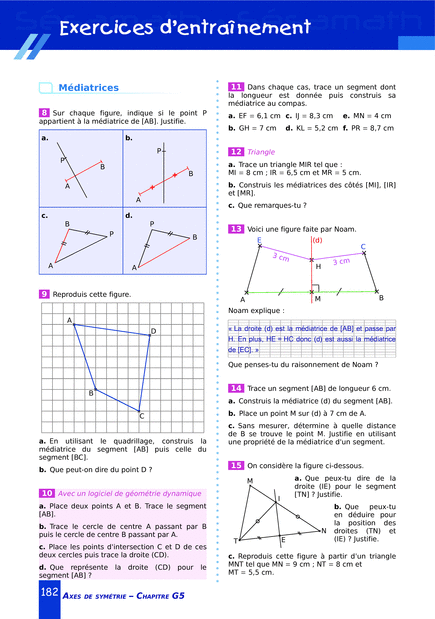 Exercices d'entraînement
Médiatrices
8 Sur chaque figure, indique si le point P
appartient à la médiatrice de [AB]. Justifie.
a.
P
B
A
b.
P
B
A
c.
B
P
A
d.
P
B
A
9 Reproduis cette figure.
A
D
B
C
a. En utilisant le quadrillage, construis la
médiatrice du segment [AB] puis celle du
segment [BC].
b. Que peut-on dire du point D ?
10 Avec un logiciel de géométrie dynamique
a. Place deux points A et B. Trace le segment
[AB].
b. Trace le cercle de centre A passant par B
puis le cercle de centre B passant par A.
c. Place les points d'intersection C et D de ces
deux cercles puis trace la droite (CD).
d. Que représente la droite (CD) pour le
segment [AB] ?
182 AXES DE SYMÉTRIE – CHAPITRE G5
11 Dans chaque cas, trace un segment dont
la longueur est donnée puis construis sa
médiatrice au compas.
a. EF = 6,1 cm c. IJ = 8,3 cm e. MN = 4 cm
b. GH = 7 cm d. KL = 5,2 cm f. PR = 8,7 cm
12 Triangle
a. Trace un triangle MIR tel que :
MI = 8 cm ; IR = 6,5 cm et MR = 5 cm.
b. Construis les médiatrices des côtés [MI], [IR]
et [MR].
c. Que remarques-tu ?
13 Voici une figure faite par Noam.
E
(d)
C
3 cm
3 cm
H
A
M
B
Noam explique :
« La droite (d) est la médiatrice de [AB] et passe par
H. En plus, HE = HC donc (d) est aussi la médiatrice
de [EC]. »
Que penses-tu du raisonnement de Noam ?
14 Trace un segment [AB] de longueur 6 cm.
a. Construis la médiatrice (d) du segment [AB].
b. Place un point M sur (d) à 7 cm de A.
c. Sans mesurer, détermine à quelle distance
de B se trouve le point M. Justifie en utilisant
une propriété de la médiatrice d'un segment.
15 On considère la figure ci-dessous.
M
I
N
T
E
a. Que peux-tu dire de la
droite (IE) pour le segment
[TN] ? Justifie.
b. Que peux-tu
en déduire pour
la position des
droites (TN) et
(IE) ? Justifie.
c. Reproduis cette figure à partir d'un triangle
MNT tel que MN = 9 cm ; NT = 8 cm et
MT = 5,5 cm.